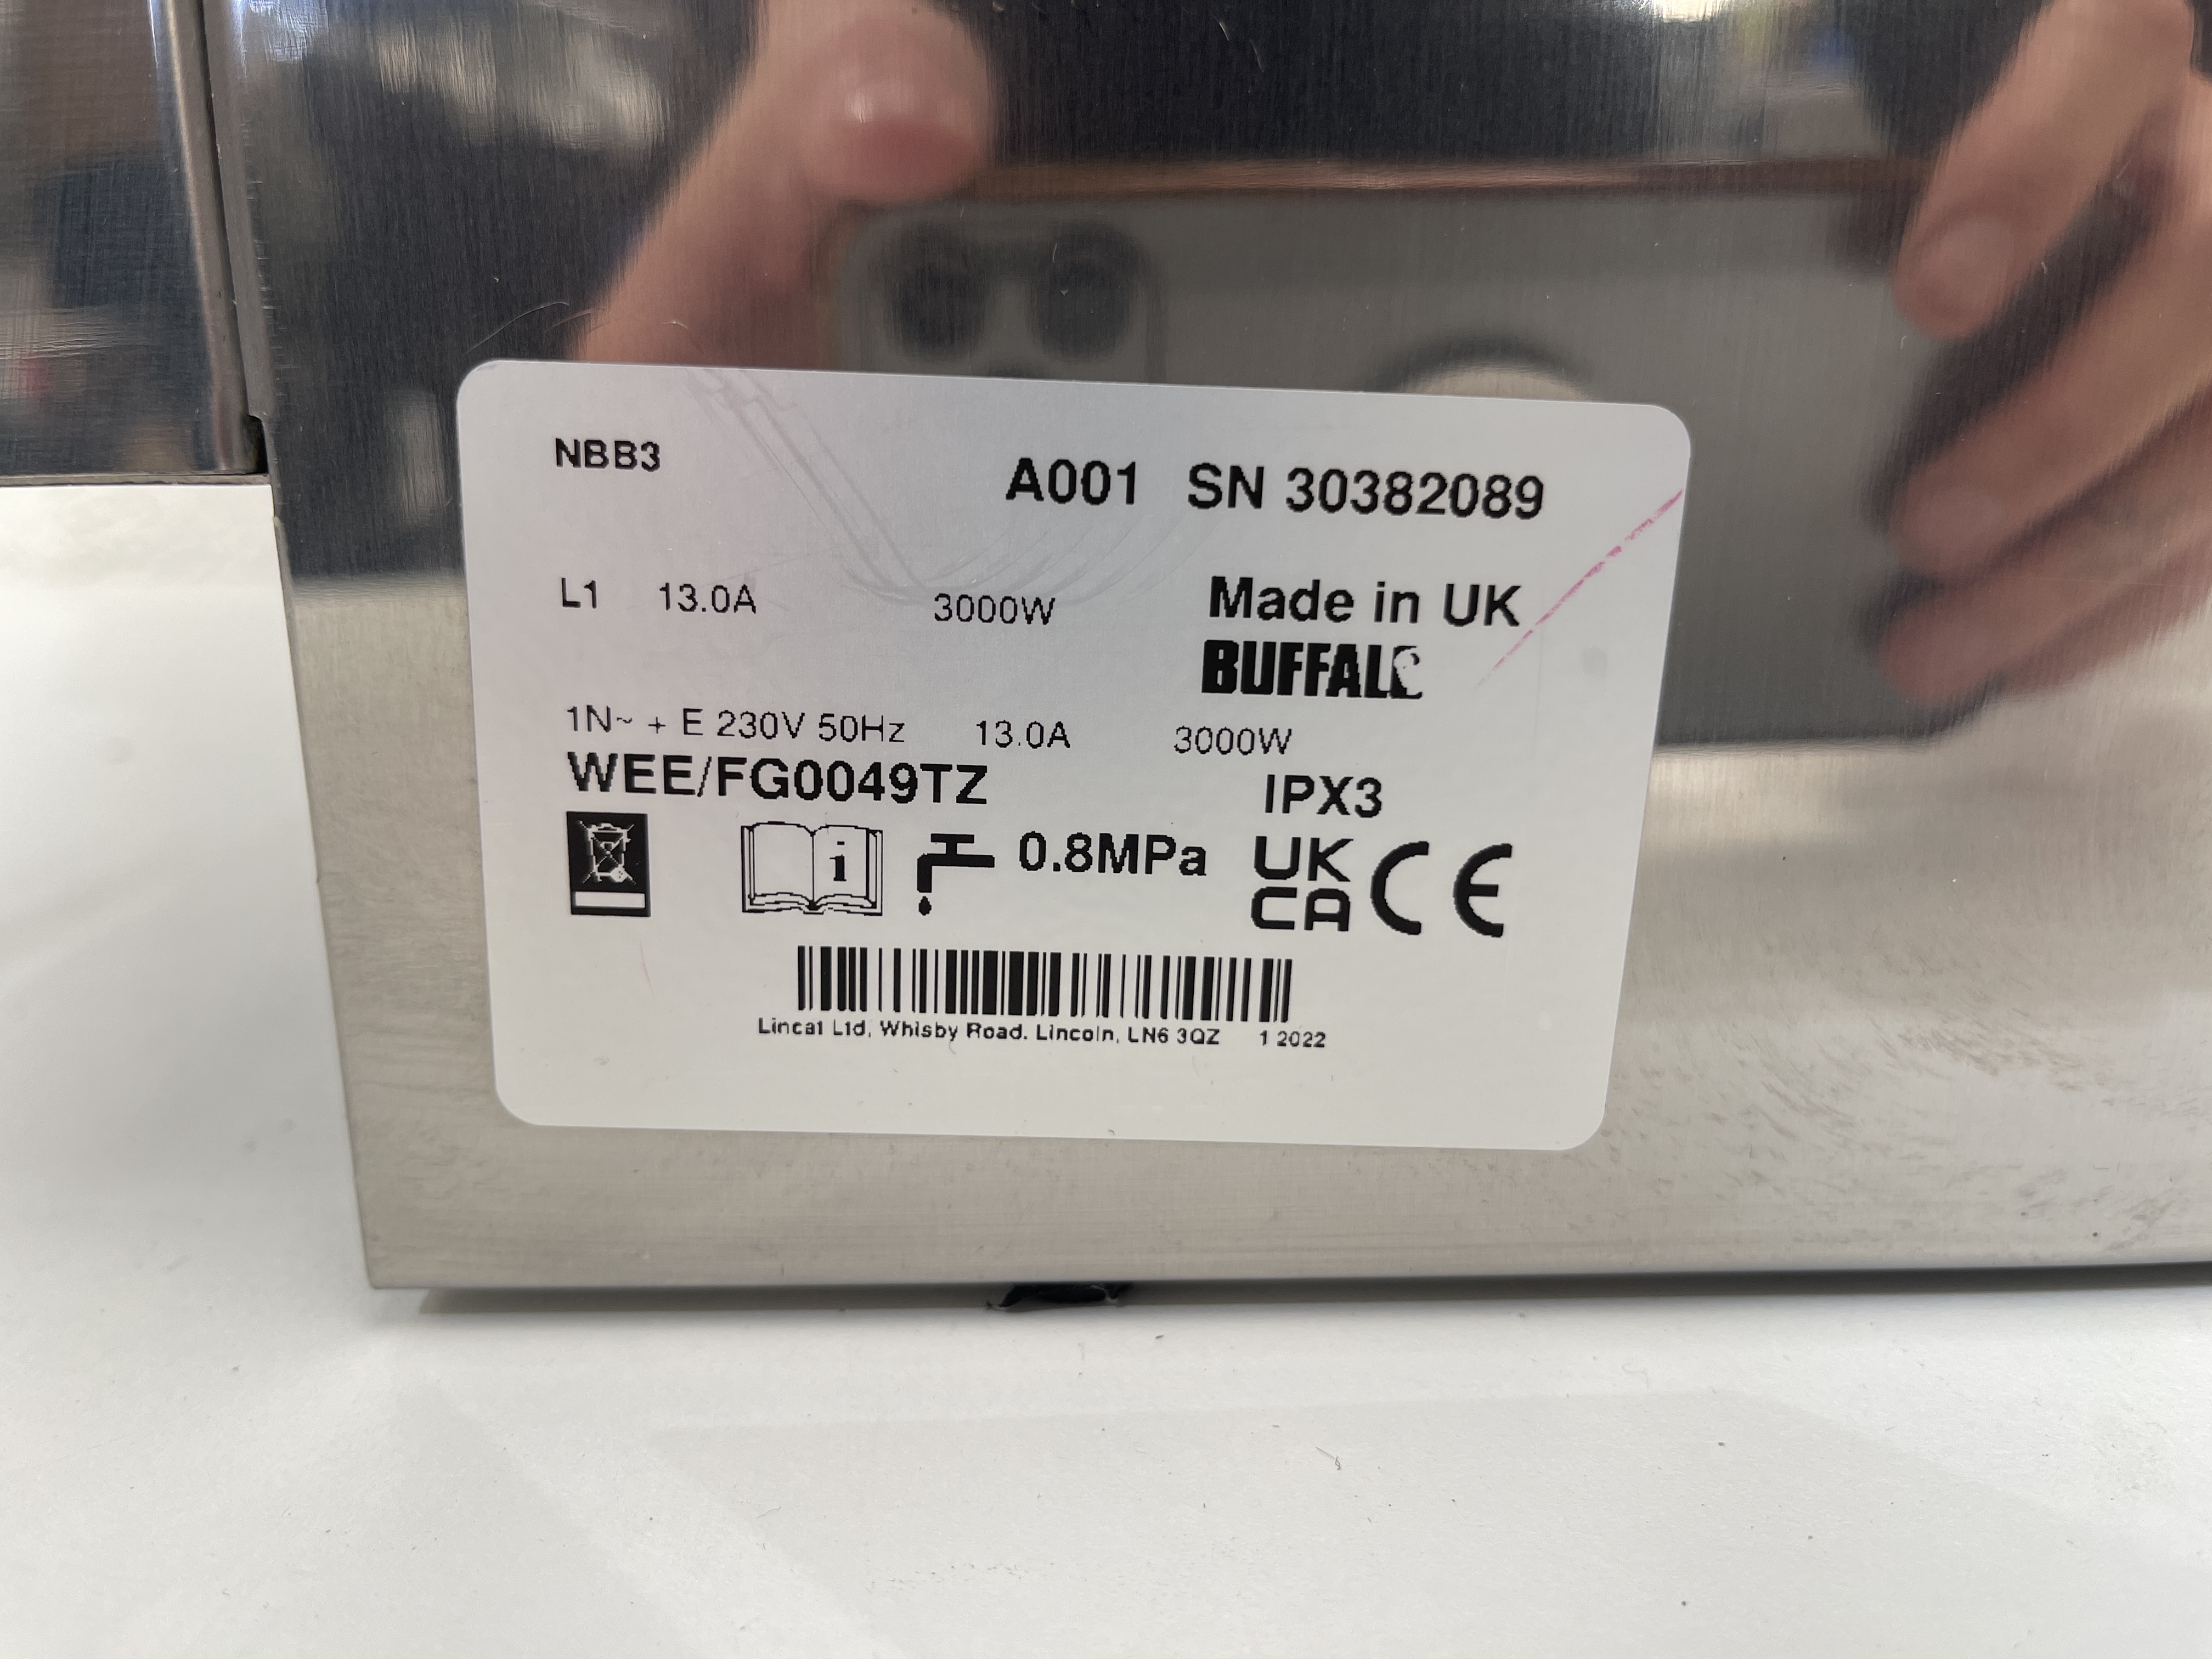 NBB3
A001 SN 30382089
L1 13.0A 3000W
Made in UK
BUFFALO
1N~ + E 230V 50Hz 13.0A 3000W
WEE/FG0049TZ
IPX3
i
0.8MPa
UK
CA
CE
Lincat Ltd, Whisby Road. Lincoln, LN6 3QZ 1 2022